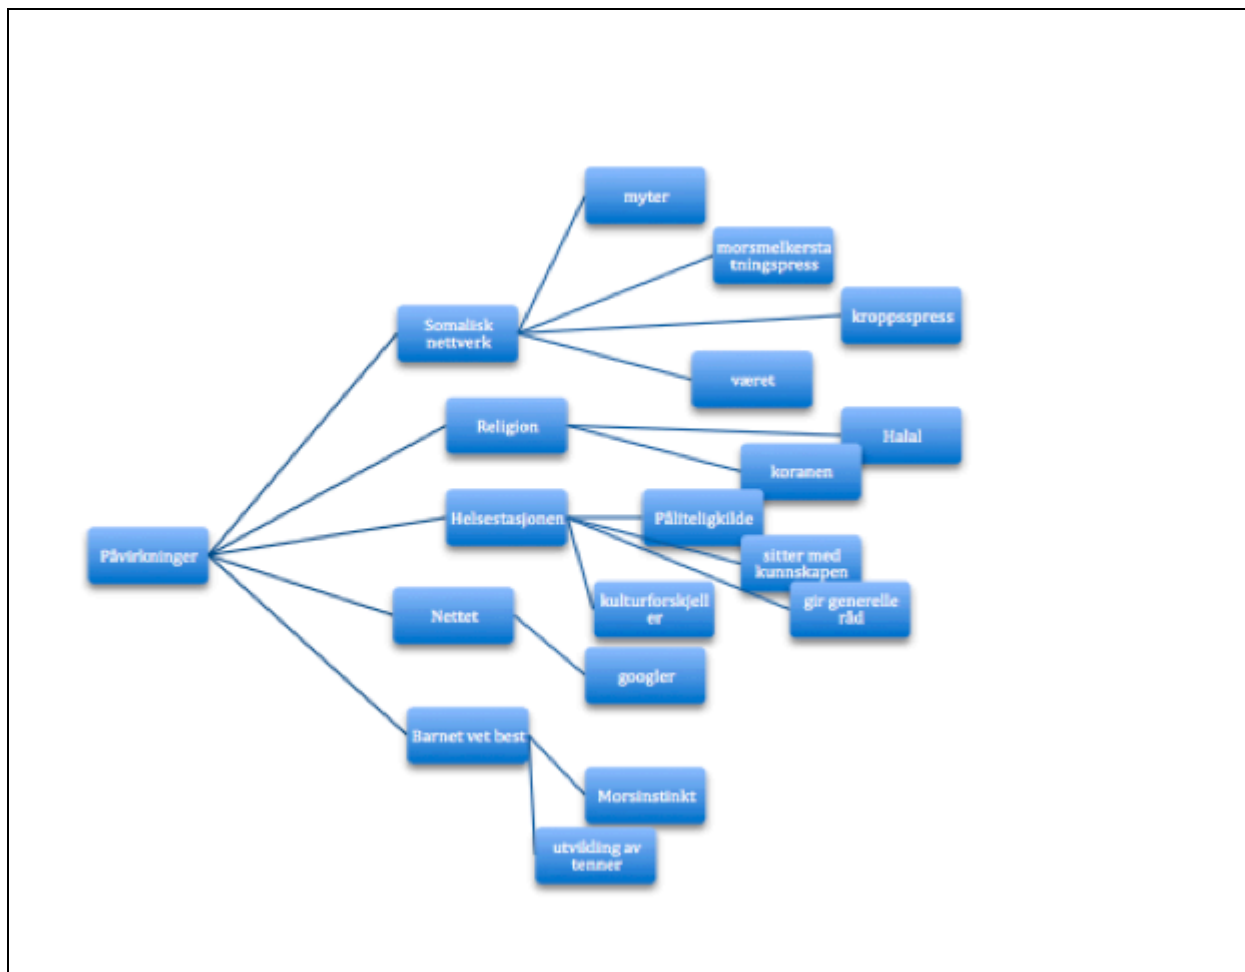 myter
morsmelkersta
tningspress
kroppsspress
Somalisk
nettverk
været
Religion
Halal
koranen
Helsestasjonen
Påliteligkilde
Påvirkninger
sitter med
kunnskapen
kulturforskjell
er
gir generelle
råd
Nettet
googler
Barnet vet best
Morsinstinkt
utvikling av
tenner